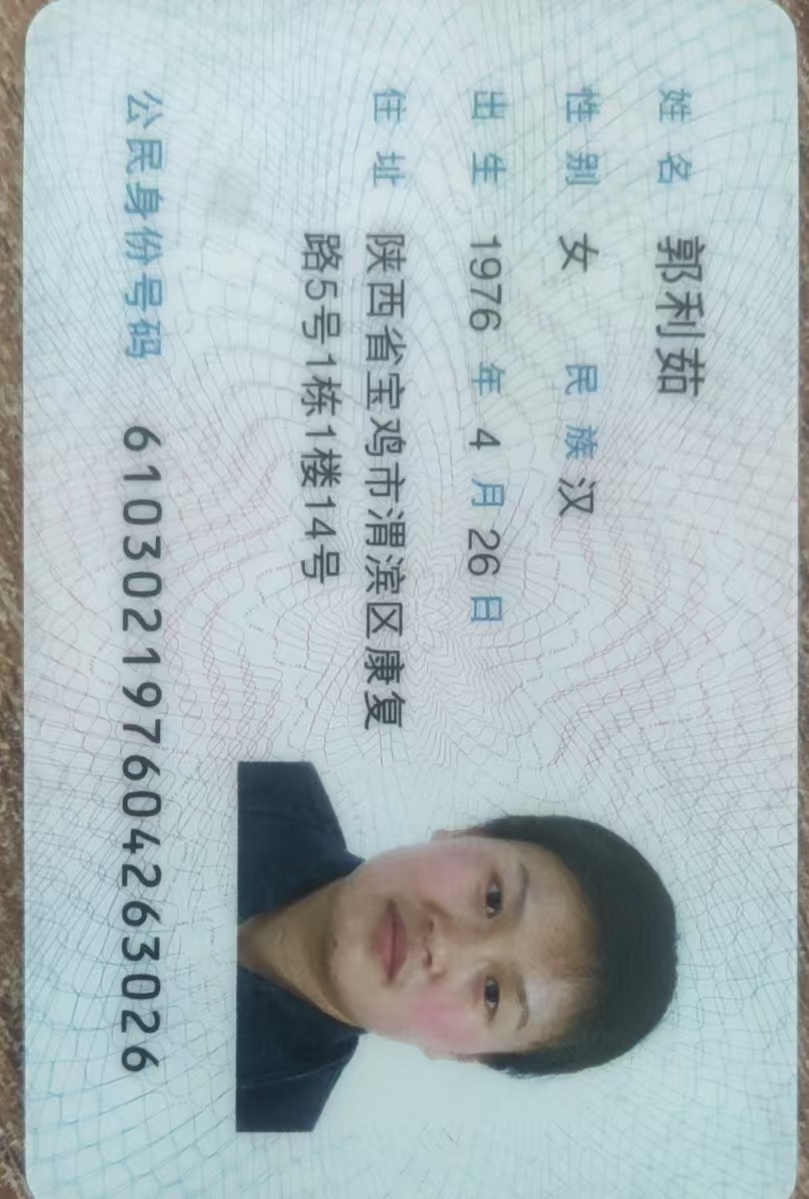 姓名 郭利茹
性别 女 民族 汉
出生 1976 年 4 月 26 日
住址 陕西省宝鸡市渭滨区康复
路5号1栋1楼14号
公民身份号码 610302197604263026